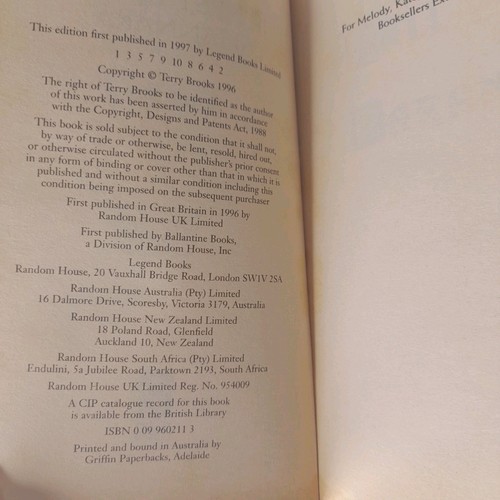 This edition first published in 1997 by Legend Books Limited
1 3 5 7 9 10 8 6 4 2
Copyright © Terry Brooks 1996
The right of Terry Brooks to be identified as the author
of this work has been asserted by him in accordance
with the Copyright, Designs and Patents Act, 1988
This book is sold subject to the condition that it shall not,
by way of trade or otherwise, be lent, resold, hired out,
or otherwise circulated without the publisher's prior consent
in any form of binding or cover other than that in which it is
published and without a similar condition including this
condition being imposed on the subsequent purchaser
First published in Great Britain in 1996 by
Random House UK Limited
First published by Ballantine Books,
a Division of Random House, Inc
Legend Books
Random House, 20 Vauxhall Bridge Road, London SW1V 2SA
Random House Australia (Pty) Limited
16 Dalmore Drive, Scoresby, Victoria 3179, Australia
Random House New Zealand Limited
18 Poland Road, Glenfield
Auckland 10, New Zealand
Random House South Africa (Pty) Limited
Endulini, 5a Jubilee Road, Parktown 2193, South Africa
Random House UK Limited Reg. No. 954009
A CIP catalogue record for this book
is available from the British Library
ISBN 0 09 960211 3
Printed and bound in Australia by
Griffin Paperbacks, Adelaide
For Melody,
Booksellers